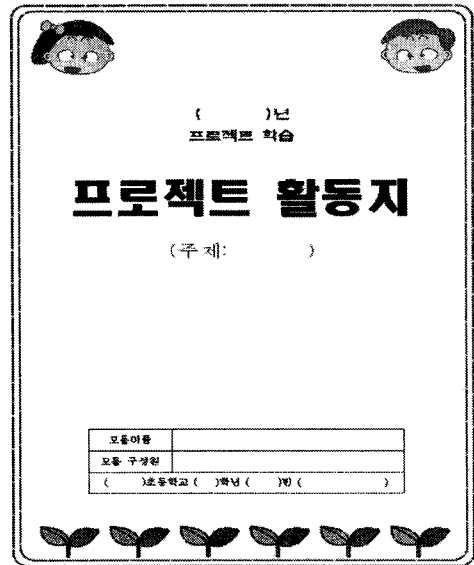 ( )년
프로젝트 학습
프로젝트 활동지
(주제: )
모둠이름
모둠 구성원
( )초등학교 ( )학년 ( )반 ( )